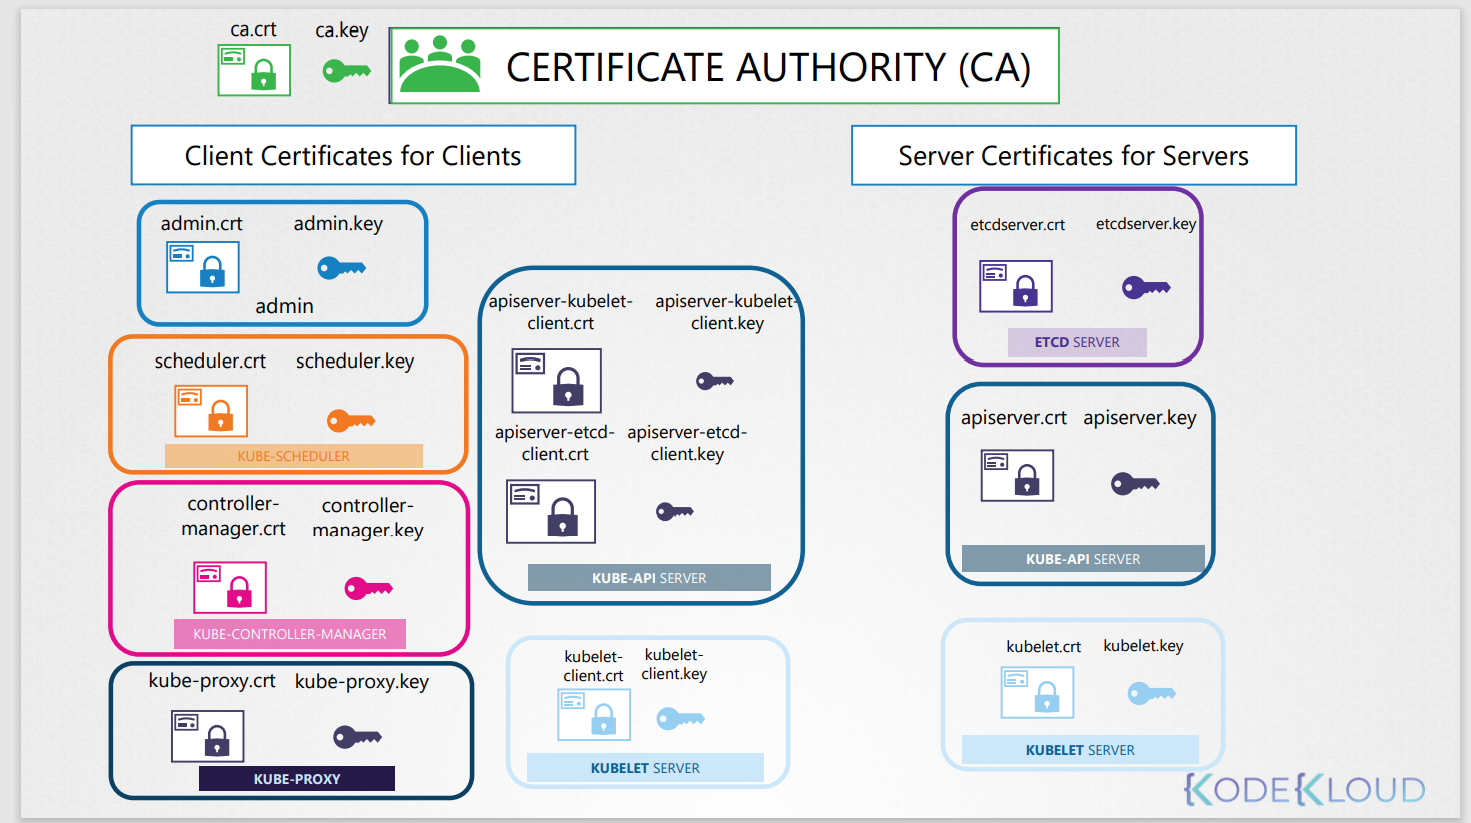 ca.crt
ca.key
CERTIFICATE AUTHORITY (CA)
Client Certificates for Clients
Server Certificates for Servers
admin.crt
admin.key
admin
scheduler.crt
scheduler.key
KUBE-SCHEDULER
controller-
manager.crt
controller-
manager.key
KUBE-CONTROLLER-MANAGER
kube-proxy.crt
kube-proxy.key
KUBE-PROXY
apiserver-kubelet-
client.crt
apiserver-kubelet-
client.key
apiserver-etcd-
client.crt
apiserver-etcd-
client.key
KUBE-API SERVER
kubelet-
client.crt
kubelet-
client.key
KUBELET SERVER
etcdserver.crt
etcdserver.key
ETCD SERVER
apiserver.crt
apiserver.key
KUBE-API SERVER
kubelet.crt
kubelet.key
KUBELET SERVER
KODEKLOUD